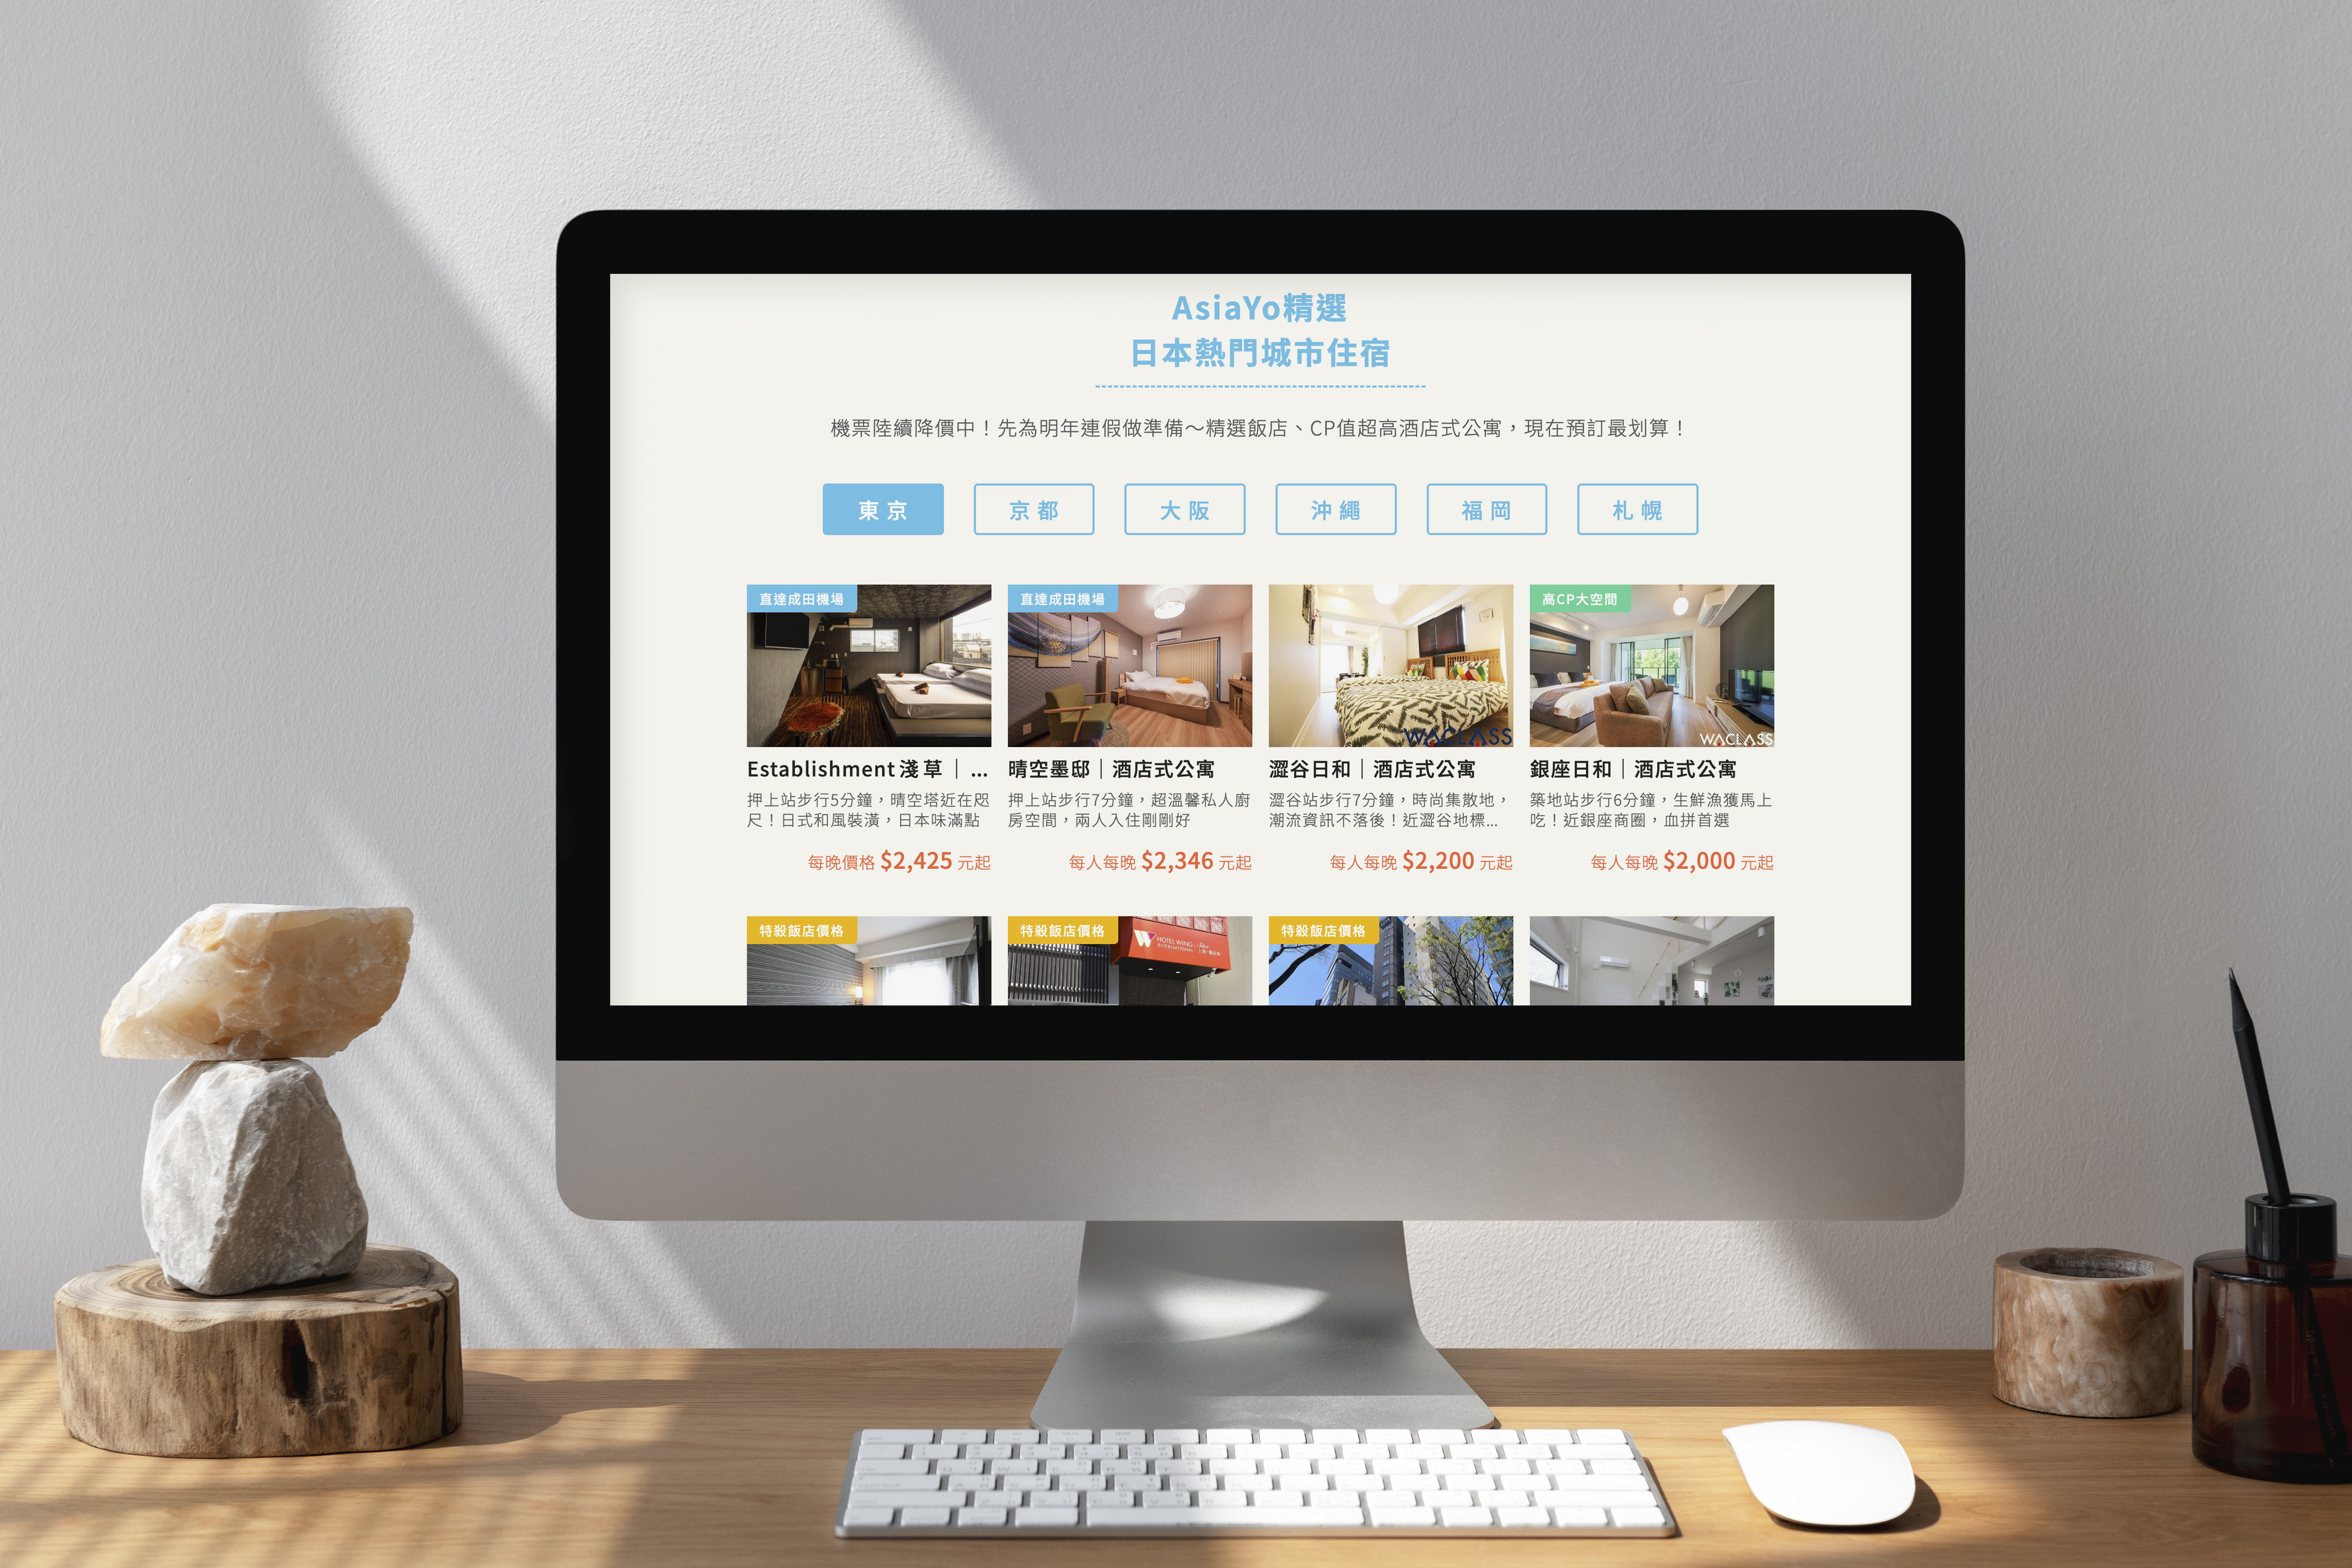 AsiaYo精選
日本熱門城市住宿
機票陸續降價中！先為明年連假做準備～精選飯店、CP值超高酒店式公寓，現在預訂最划算！
東京
京都
大阪
沖繩
福岡
札幌
直達成田機場
Establishment 淺草｜...
押上站步行5分鐘，晴空塔近在咫
尺！日式和風裝潢，日本味滿點
每晚價格 $2,425 元起
直達成田機場
晴空墨邸｜酒店式公寓
押上站步行7分鐘，超溫馨私人廚
房空間，兩人入住剛剛好
每人每晚 $2,346 元起
WACLASS
澀谷日和｜酒店式公寓
澀谷站步行7分鐘，時尚集散地，
潮流資訊不落後！近澀谷地標...
每人每晚 $2,200 元起
高CP大空間
WACLASS
銀座日和｜酒店式公寓
築地站步行6分鐘，生鮮漁獲馬上
吃！近銀座商圈，血拼首選
每人每晚 $2,000 元起
特殺飯店價格
特殺飯店價格
HOTEL WING
INTERNATIONAL
特殺飯店價格